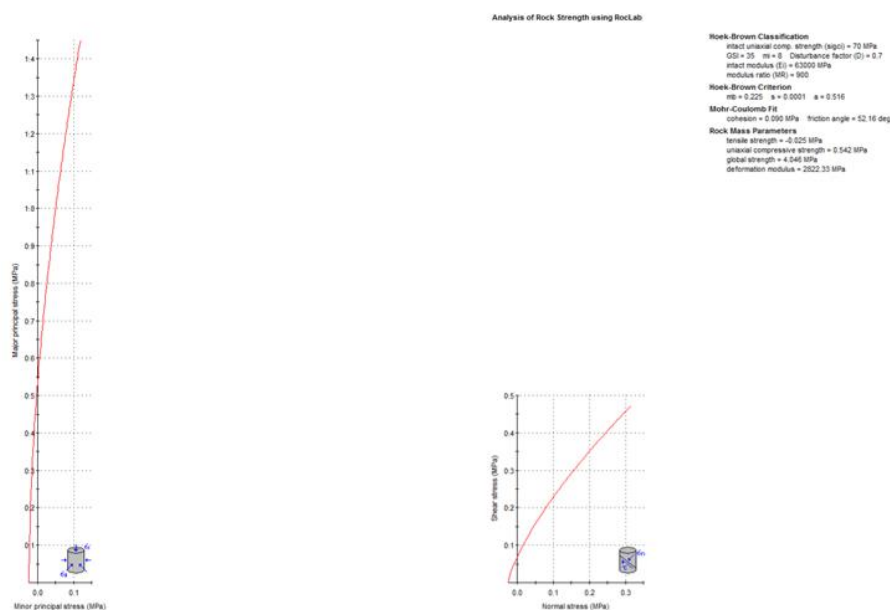 Analysis of Rock Strength using RocLab
Hoek-Brown Classification
intact uniaxial comp. strength (sigci) = 70 MPa
GSI = 35 mi = 8 Disturbance factor (D) = 0.7
intact modulus (Ei) = 63000 MPa
modulus ratio (MR) = 900
Hoek-Brown Criterion
mb = 0.225 s = 0.0001 a = 0.516
Mohr-Coulomb Fit
cohesion = 0.090 MPa friction angle = 52.16 deg
Rock Mass Parameters
tensile strength = -0.025 MPa
uniaxial compressive strength = 0.542 MPa
global strength = 4.046 MPa
deformation modulus = 2822.33 MPa
Major principal stress (MPa)
1.4
1.3
1.2
1.1
1.0
0.9
0.8
0.7
0.6
0.5
0.4
0.3
0.2
0.1
0.0 0.1
Minor principal stress (MPa)
Shear stress (MPa)
0.5
0.4
0.3
0.2
0.1
0.0 0.1 0.2 0.3
Normal stress (MPa)